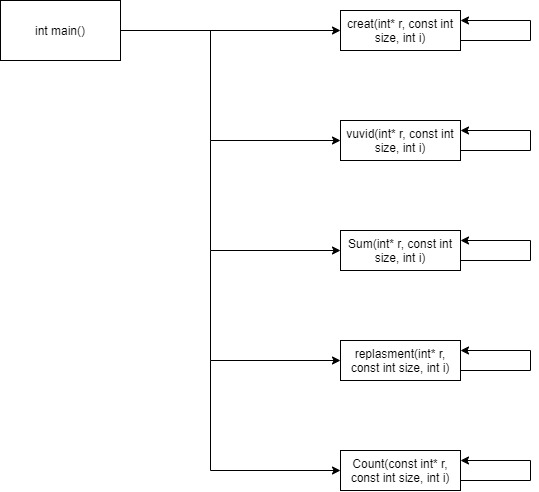 int main()
creat(int* r, const int
size, int i)
vuvid(int* r, const int
size, int i)
Sum(int* r, const int
size, int i)
replasment(int* r,
const int size, int i)
Count(const int* r,
const int size, int i)